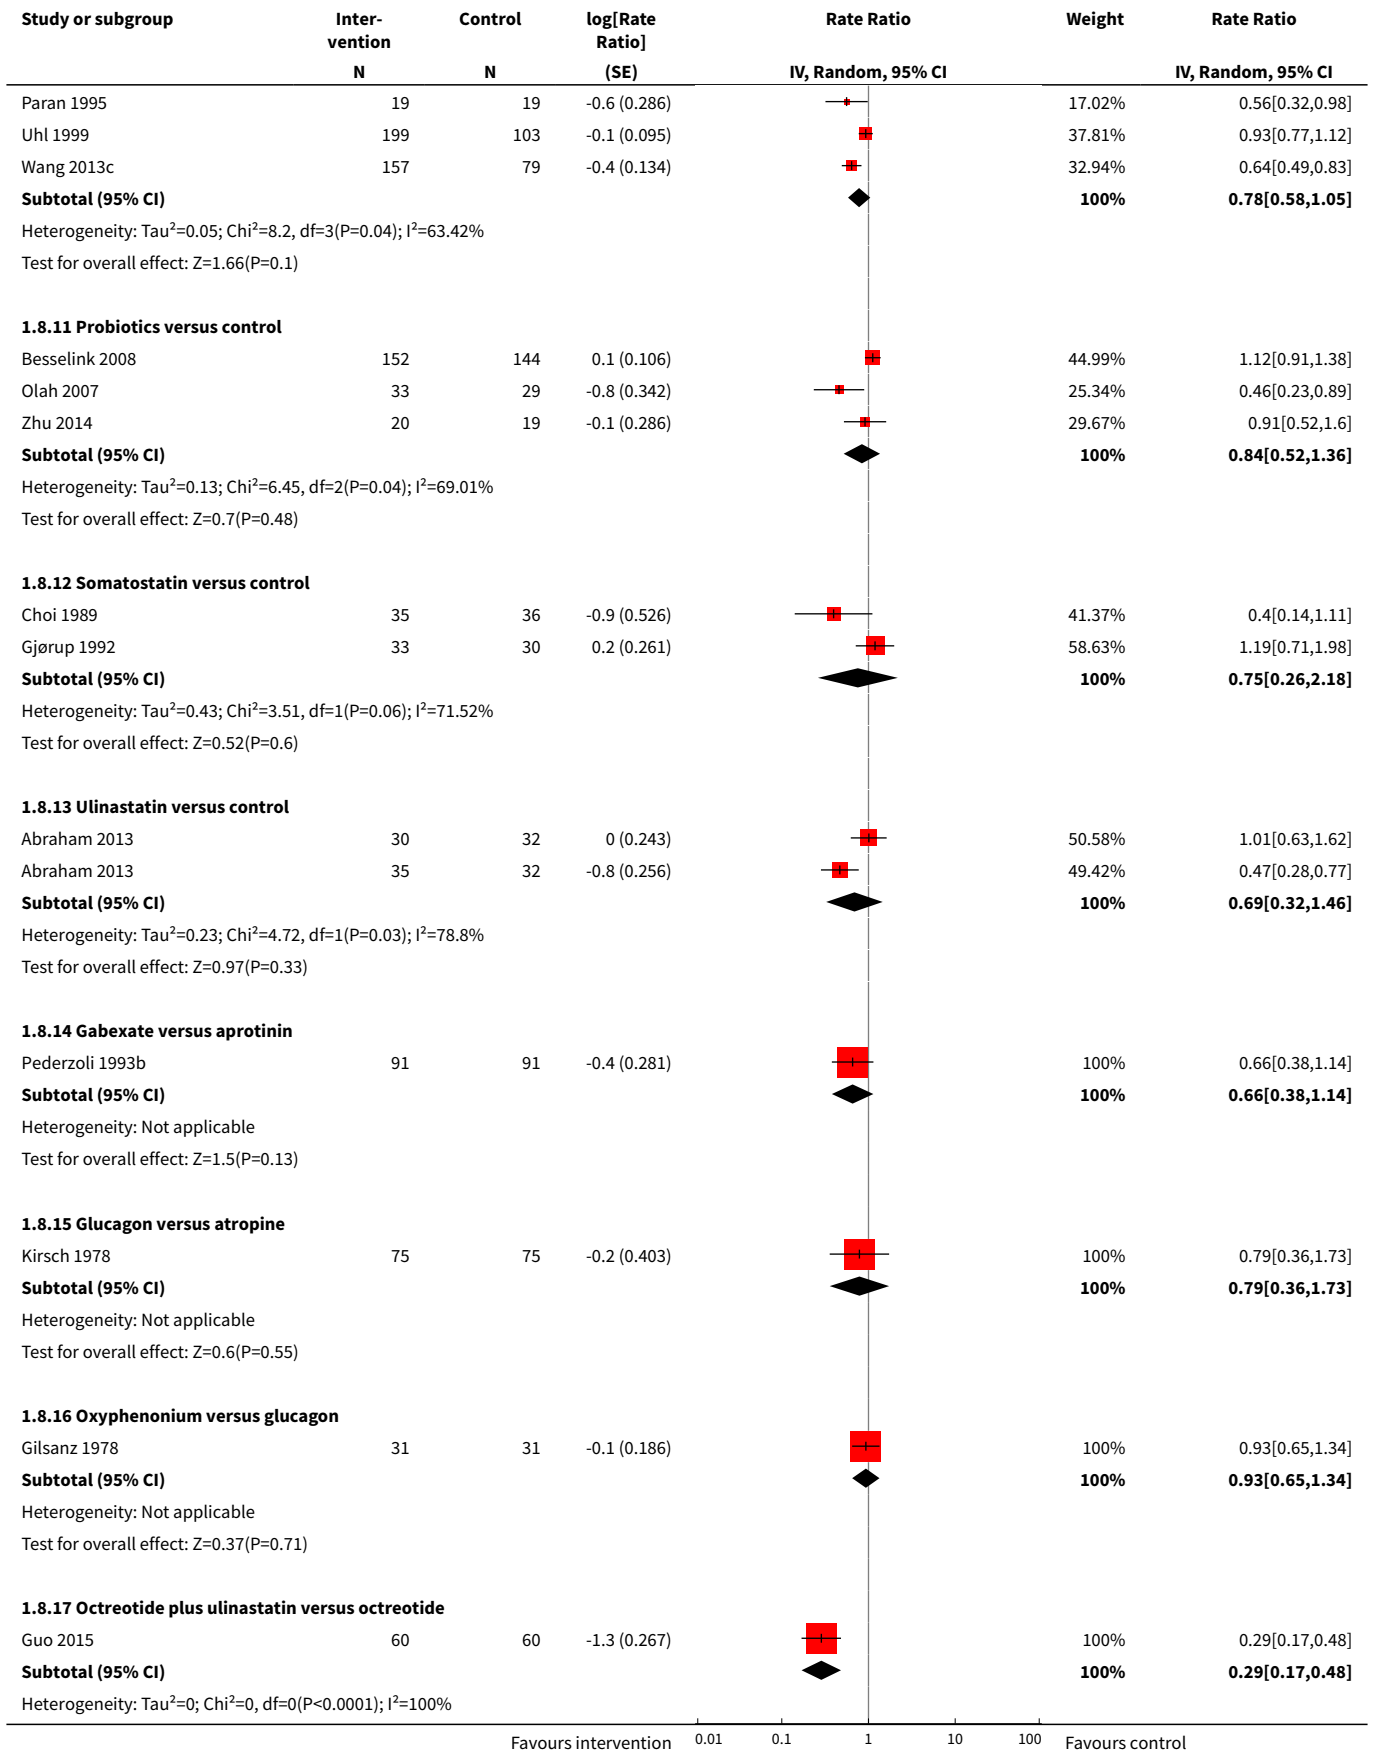 Study or subgroup Inter-vention Control log[Rate Ratio] Rate Ratio Weight Rate Ratio
N N (SE) IV, Random, 95% CI IV, Random, 95% CI
Paran 1995 19 19 -0.6 (0.286) 17.02% 0.56[0.32,0.98]
Uhl 1999 199 103 -0.1 (0.095) 37.81% 0.93[0.77,1.12]
Wang 2013c 157 79 -0.4 (0.134) 32.94% 0.64[0.49,0.83]
Subtotal (95% CI) 100% 0.78[0.58,1.05]
Heterogeneity: Tau²=0.05; Chi²=8.2, df=3(P=0.04); I²=63.42%
Test for overall effect: Z=1.66(P=0.1)
1.8.11 Probiotics versus control
Besselink 2008 152 144 0.1 (0.106) 44.99% 1.12[0.91,1.38]
Olah 2007 33 29 -0.8 (0.342) 25.34% 0.46[0.23,0.89]
Zhu 2014 20 19 -0.1 (0.286) 29.67% 0.91[0.52,1.6]
Subtotal (95% CI) 100% 0.84[0.52,1.36]
Heterogeneity: Tau²=0.13; Chi²=6.45, df=2(P=0.04); I²=69.01%
Test for overall effect: Z=0.7(P=0.48)
1.8.12 Somatostatin versus control
Choi 1989 35 36 -0.9 (0.526) 41.37% 0.4[0.14,1.11]
Gjørup 1992 33 30 0.2 (0.261) 58.63% 1.19[0.71,1.98]
Subtotal (95% CI) 100% 0.75[0.26,2.18]
Heterogeneity: Tau²=0.43; Chi²=3.51, df=1(P=0.06); I²=71.52%
Test for overall effect: Z=0.52(P=0.6)
1.8.13 Ulinastatin versus control
Abraham 2013 30 32 0 (0.243) 50.58% 1.01[0.63,1.62]
Abraham 2013 35 32 -0.8 (0.256) 49.42% 0.47[0.28,0.77]
Subtotal (95% CI) 100% 0.69[0.32,1.46]
Heterogeneity: Tau²=0.23; Chi²=4.72, df=1(P=0.03); I²=78.8%
Test for overall effect: Z=0.97(P=0.33)
1.8.14 Gabexate versus aprotinin
Pederzoli 1993b 91 91 -0.4 (0.281) 100% 0.66[0.38,1.14]
Subtotal (95% CI) 100% 0.66[0.38,1.14]
Heterogeneity: Not applicable
Test for overall effect: Z=1.5(P=0.13)
1.8.15 Glucagon versus atropine
Kirsch 1978 75 75 -0.2 (0.403) 100% 0.79[0.36,1.73]
Subtotal (95% CI) 100% 0.79[0.36,1.73]
Heterogeneity: Not applicable
Test for overall effect: Z=0.6(P=0.55)
1.8.16 Oxyphenonium versus glucagon
Gilsanz 1978 31 31 -0.1 (0.186) 100% 0.93[0.65,1.34]
Subtotal (95% CI) 100% 0.93[0.65,1.34]
Heterogeneity: Not applicable
Test for overall effect: Z=0.37(P=0.71)
1.8.17 Octreotide plus ulinastatin versus octreotide
Guo 2015 60 60 -1.3 (0.267) 100% 0.29[0.17,0.48]
Subtotal (95% CI) 100% 0.29[0.17,0.48]
Heterogeneity: Tau²=0; Chi²=0, df=0(P<0.0001); I²=100%
Favours intervention 0.01 0.1 1 10 100 Favours control